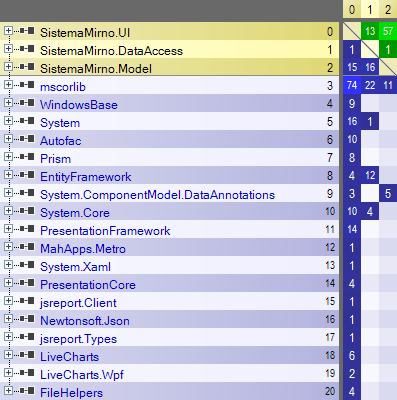 0 1 2
SistemaMirno.UI 0 13 57
SistemaMirno.DataAccess 1 1 1
SistemaMirno.Model 2 15 16
mscorlib 3 74 22 11
WindowsBase 4 9
System 5 16 1
Autofac 6 10
Prism 7 8
EntityFramework 8 4 12
System.ComponentModel.DataAnnotations 9 3 5
System.Core 10 10 4
PresentationFramework 11 14
MahApps.Metro 12 1
System.Xaml 13 1
PresentationCore 14 4
jsreport.Client 15 1
Newtonsoft.Json 16 1
jsreport.Types 17 1
LiveCharts 18 6
LiveCharts.Wpf 19 2
FileHelpers 20 4